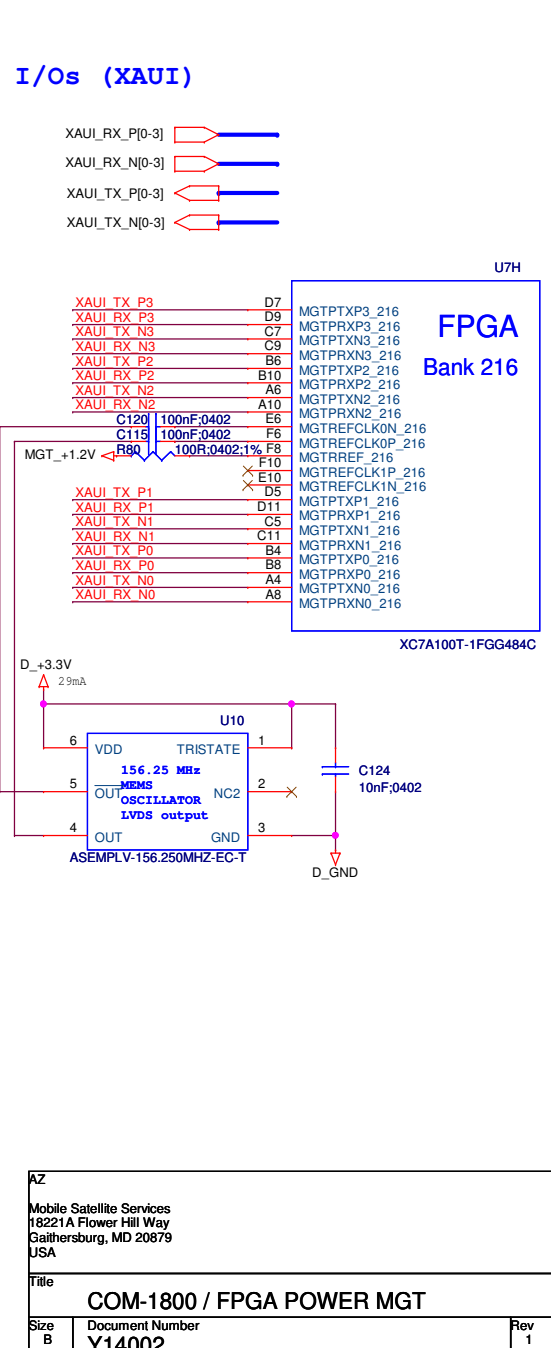 I/Os (XAUI)
XAUI_RX_P[0-3]
XAUI_RX_N[0-3]
XAUI_TX_P[0-3]
XAUI_TX_N[0-3]
U7H
FPGA
Bank 216
XAUI_TX_P3 D7 MGTPTXP3_216
XAUI_RX_P3 D9 MGTPRXP3_216
XAUI_TX_N3 C7 MGTPTXN3_216
XAUI_RX_N3 C9 MGTPRXN3_216
XAUI_TX_P2 B6 MGTPTXP2_216
XAUI_RX_P2 B10 MGTPRXP2_216
XAUI_TX_N2 A6 MGTPTXN2_216
XAUI_RX_N2 A10 MGTPRXN2_216
C120 100nF;0402 E6 MGTREFCLK0N_216
C115 100nF;0402 F6 MGTREFCLK0P_216
MGT_+1.2V R80 100R;0402;1% F8 MGTRREF_216
F10 MGTREFCLK1P_216
E10 MGTREFCLK1N_216
XAUI_TX_P1 D5 MGTPTXP1_216
XAUI_RX_P1 D11 MGTPRXP1_216
XAUI_TX_N1 C5 MGTPTXN1_216
XAUI_RX_N1 C11 MGTPRXN1_216
XAUI_TX_P0 B4 MGTPTXP0_216
XAUI_RX_P0 B8 MGTPRXP0_216
XAUI_TX_N0 A4 MGTPTXN0_216
XAUI_RX_N0 A8 MGTPRXN0_216
XC7A100T-1FGG484C
D_+3.3V
29mA
U10
6 VDD TRISTATE 1
156.25 MHz
5 OUT MEMS NC2 2
OSCILLATOR
LVDS output
4 OUT GND 3
ASEMPLV-156.250MHZ-EC-T
C124
10nF;0402
D_GND
AZ
Mobile Satellite Services
18221A Flower Hill Way
Gaithersburg, MD 20879
USA
Title
COM-1800 / FPGA POWER MGT
Size Document Number Rev
B Y14002 1